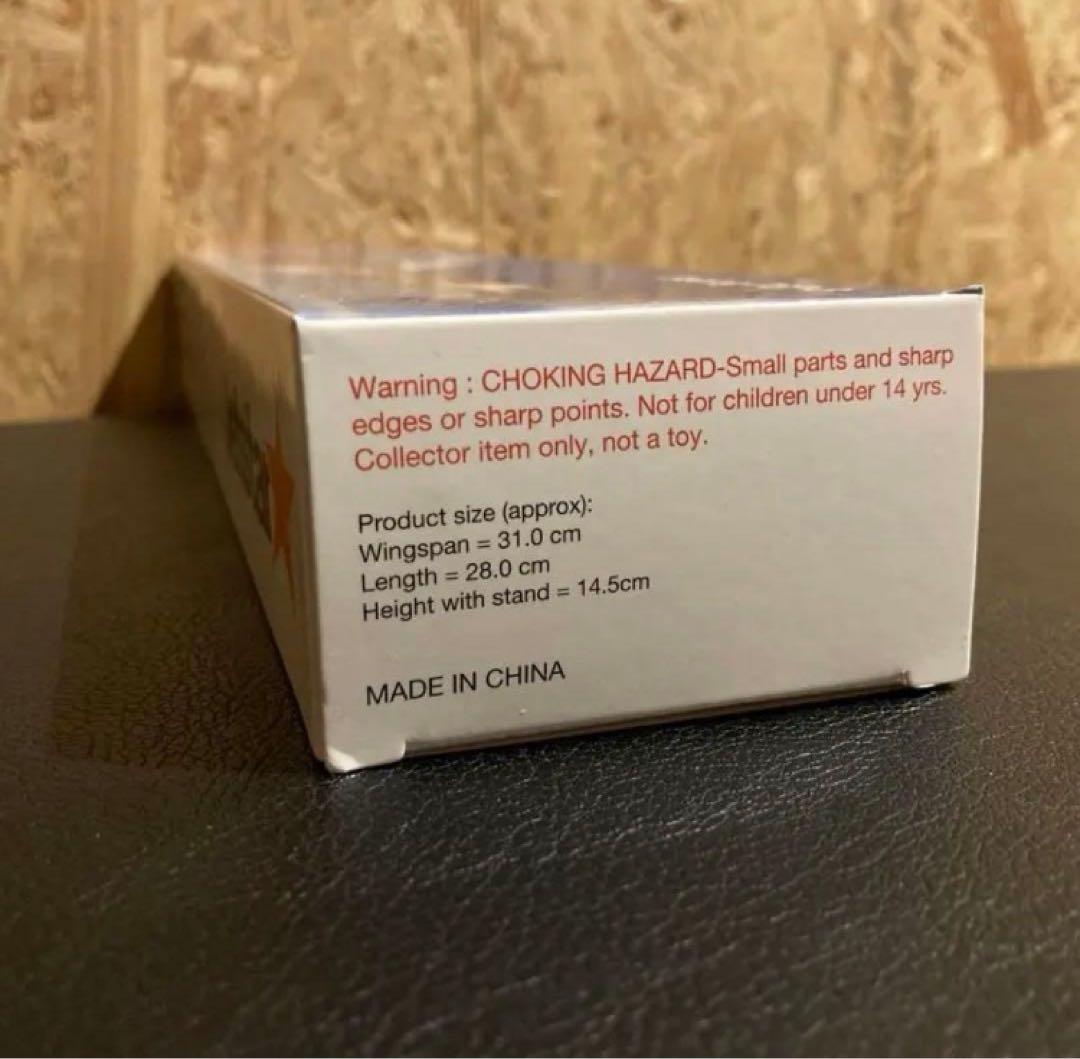 Warning : CHOKING HAZARD-Small parts and sharp
edges or sharp points. Not for children under 14 yrs.
Collector item only, not a toy.
Product size (approx):
Wingspan = 31.0 cm
Length = 28.0 cm
Height with stand = 14.5cm
MADE IN CHINA